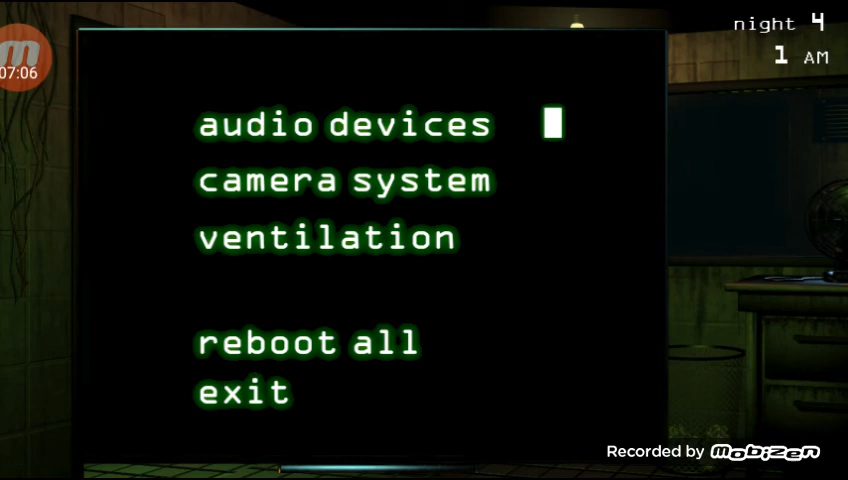 night 4
1 AM
07:06
audio devices
camera system
ventilation
reboot all
exit
Recorded by mobizen